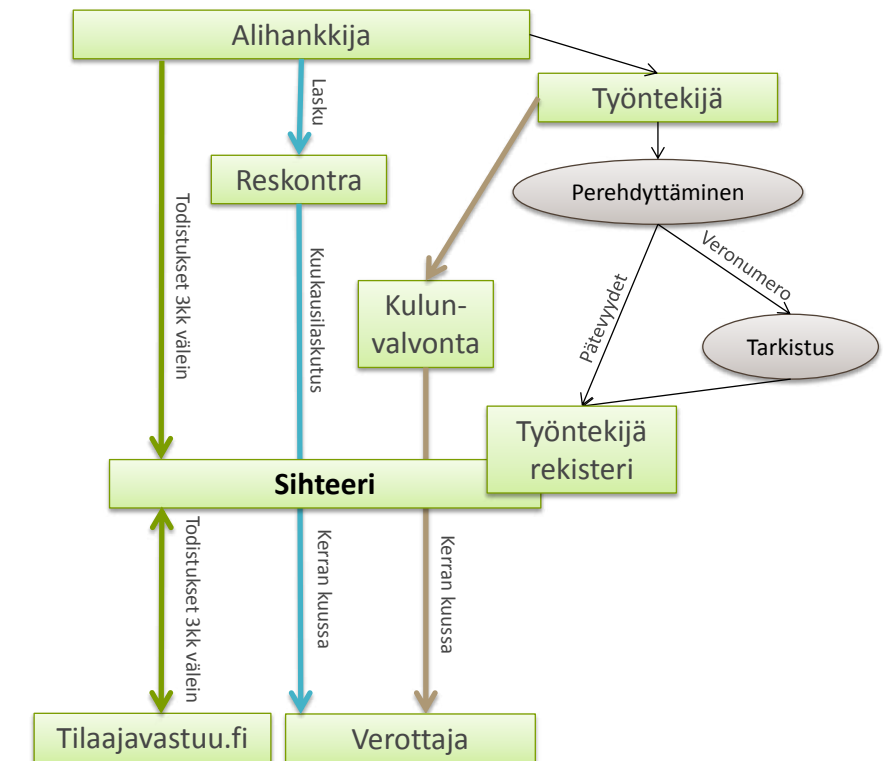 Alihankkija
Työntekijä
Lasku
Reskontra
Perehdyttäminen
Todistukset 3kk välein
Kuukausilaskutus
Veronumero
Pätevyydet
Kulun-
valvonta
Tarkistus
Työntekijä
rekisteri
Sihteeri
Todistukset 3kk välein
Kerran kuussa
Kerran kuussa
Tilaajavastuu.fi
Verottaja